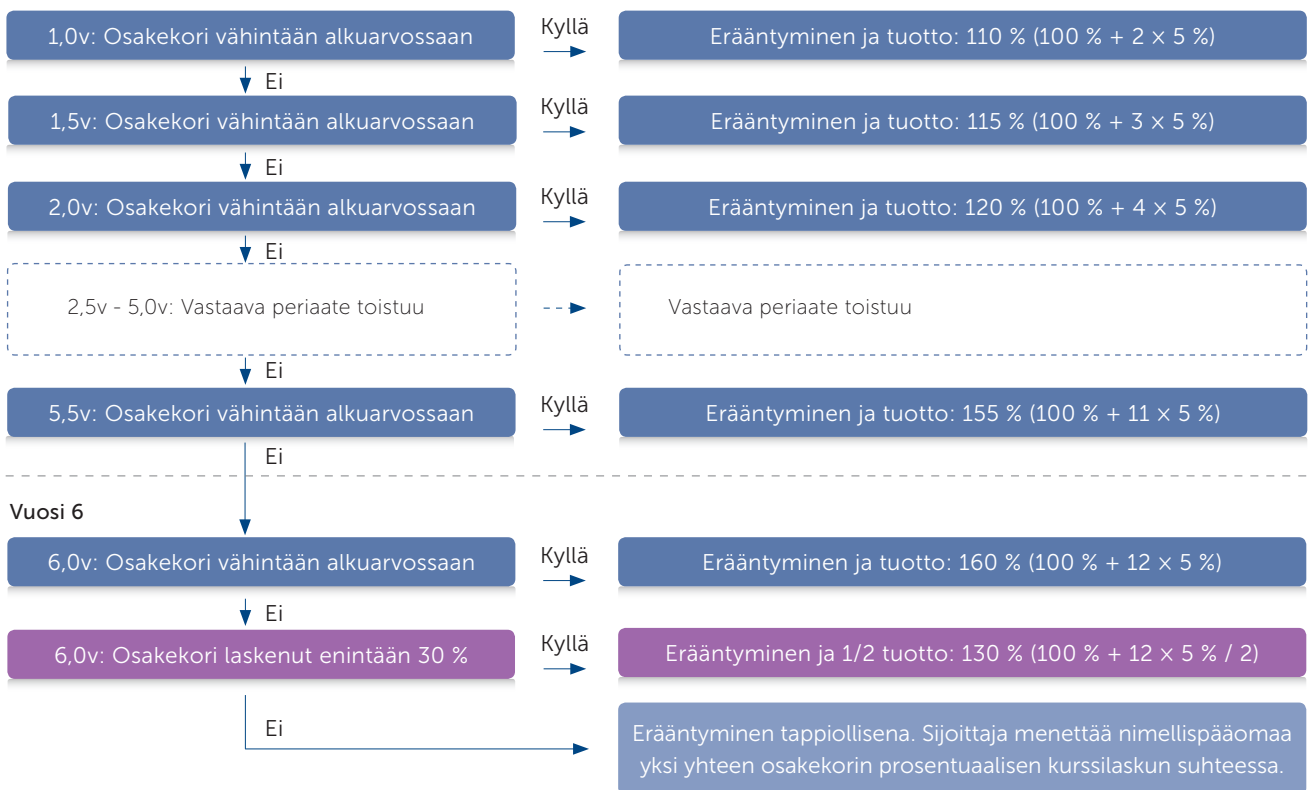 1,0v: Osakekori vähintään alkuarvossaan
Kyllä
Erääntyminen ja tuotto: 110 % (100 % + 2 × 5 %)
Ei
1,5v: Osakekori vähintään alkuarvossaan
Kyllä
Erääntyminen ja tuotto: 115 % (100 % + 3 × 5 %)
Ei
2,0v: Osakekori vähintään alkuarvossaan
Kyllä
Erääntyminen ja tuotto: 120 % (100 % + 4 × 5 %)
Ei
2,5v - 5,0v: Vastaava periaate toistuu
Vastaava periaate toistuu
Ei
5,5v: Osakekori vähintään alkuarvossaan
Kyllä
Erääntyminen ja tuotto: 155 % (100 % + 11 × 5 %)
Ei
Vuosi 6
6,0v: Osakekori vähintään alkuarvossaan
Kyllä
Erääntyminen ja tuotto: 160 % (100 % + 12 × 5 %)
Ei
6,0v: Osakekori laskenut enintään 30 %
Kyllä
Erääntyminen ja 1/2 tuotto: 130 % (100 % + 12 × 5 % / 2)
Ei
Erääntyminen tappiollisena. Sijoittaja menettää nimellispääomaa
yksi yhteen osakekorin prosentuaalisen kurssilaskun suhteessa.